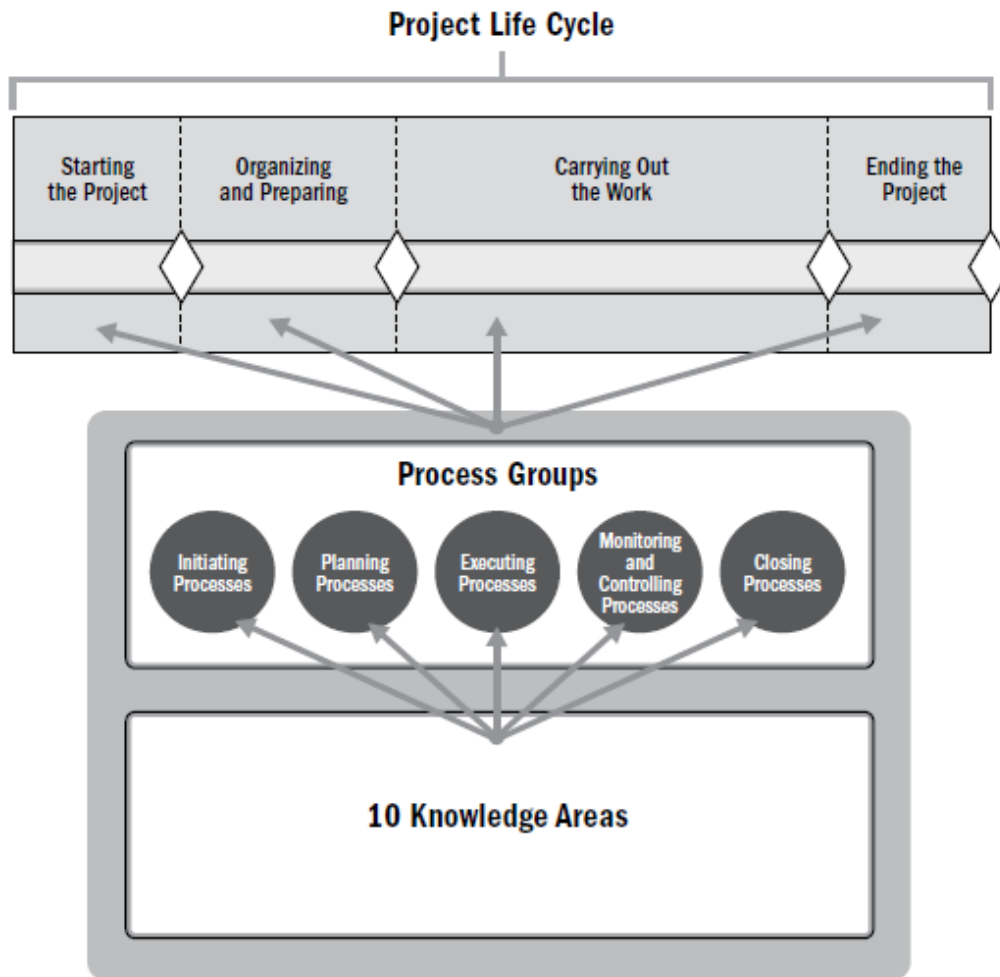 Project Life Cycle
Starting
the Project
Organizing
and Preparing
Carrying Out
the Work
Ending the
Project
Process Groups
Initiating
Processes
Planning
Processes
Executing
Processes
Monitoring
and
Controlling
Processes
Closing
Processes
10 Knowledge Areas